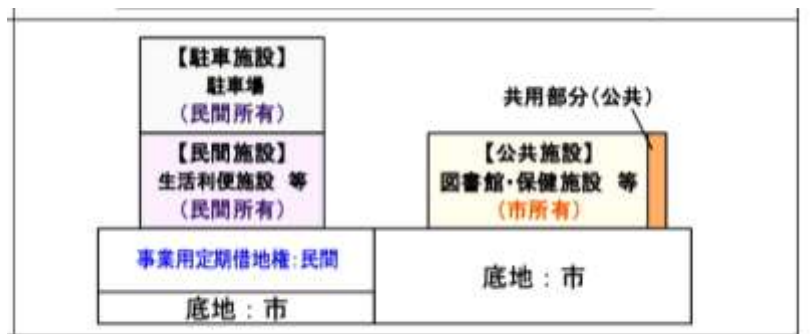 【駐車施設】
駐車場
(民間所有)
【民間施設】
生活利便施設 等
(民間所有)
事業用定期借地権:民間
底地:市
共用部分(公共)
【公共施設】
図書館・保健施設 等
(市所有)
底地:市